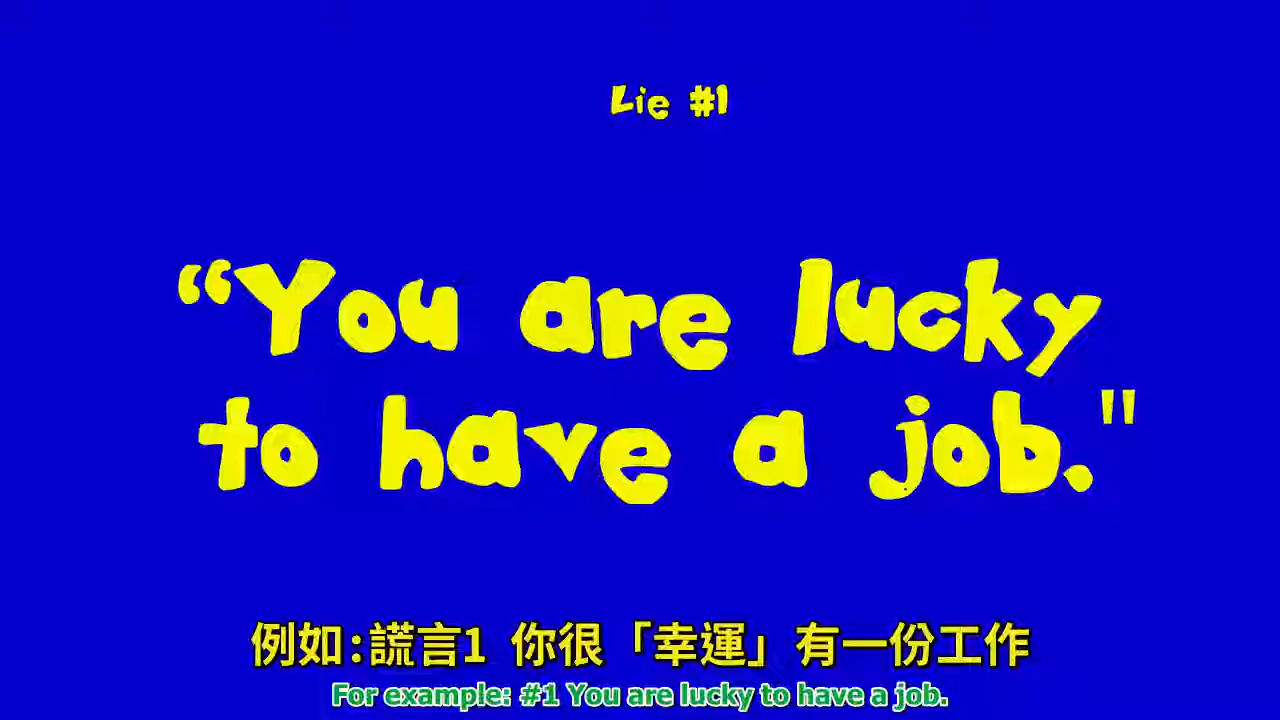 Lie #1
“You are lucky
to have a job."
例如:謊言1 你很「幸運」有一份工作
For example: #1 You are lucky to have a job.